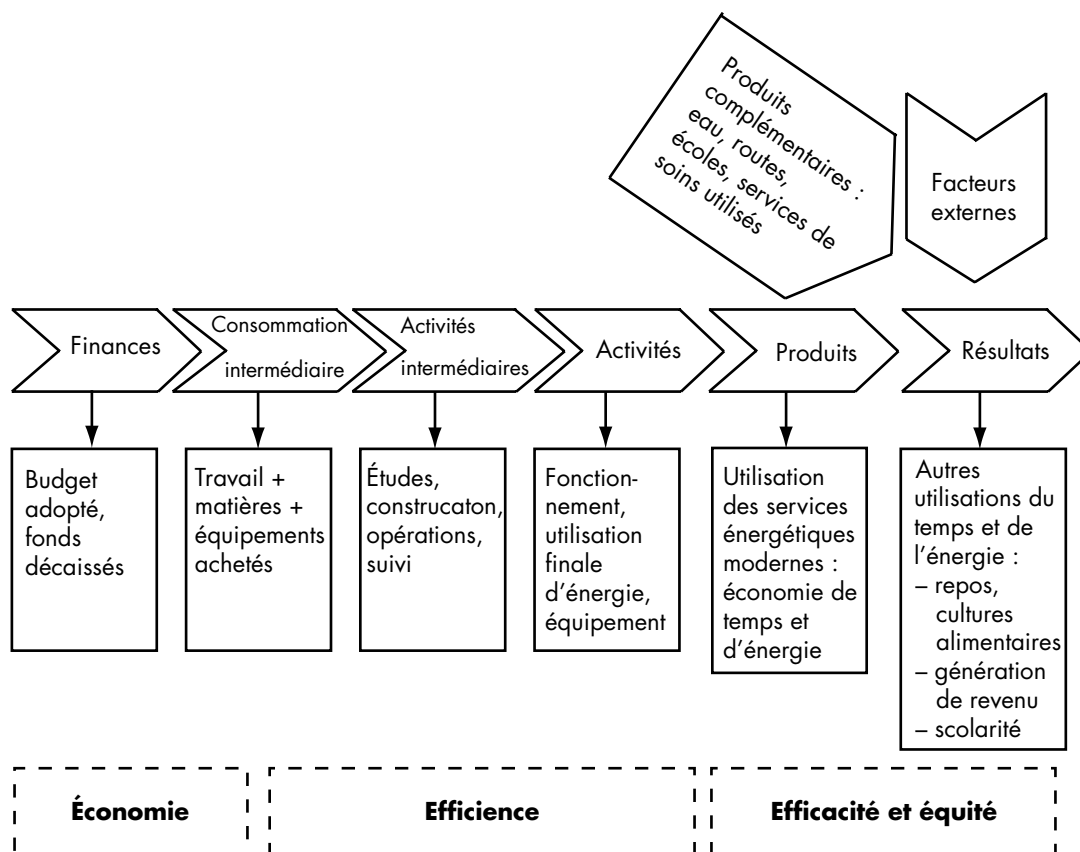 Produits
complémentaires :
eau, routes,
écoles, services de
soins utilisés
Facteurs
externes
Finances
Consommation
intermédiaire
Activités
intermédiaires
Activités
Produits
Résultats
Budget
adopté,
fonds
décaissés
Travail +
matières +
équipements
achetés
Études,
construcaton,
opérations,
suivi
Fonction-
nement,
utilisation
finale
d’énergie,
équipement
Utilisation
des services
énergétiques
modernes :
économie de
temps et
d’énergie
Autres
utilisations du
temps et de
l’énergie :
– repos,
cultures
alimentaires
– génération
de revenu
– scolarité
Économie
Efficience
Efficacité et équité